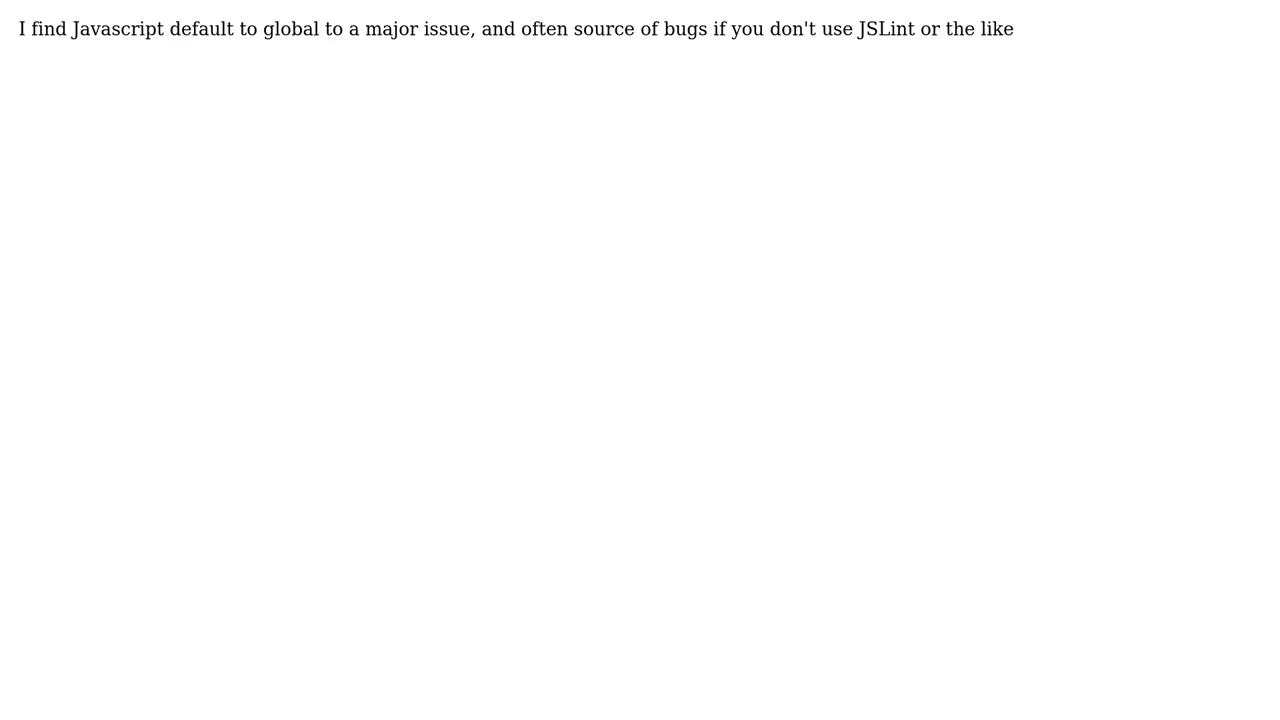 I find Javascript default to global to a major issue, and often source of bugs if you don't use JSLint or the like